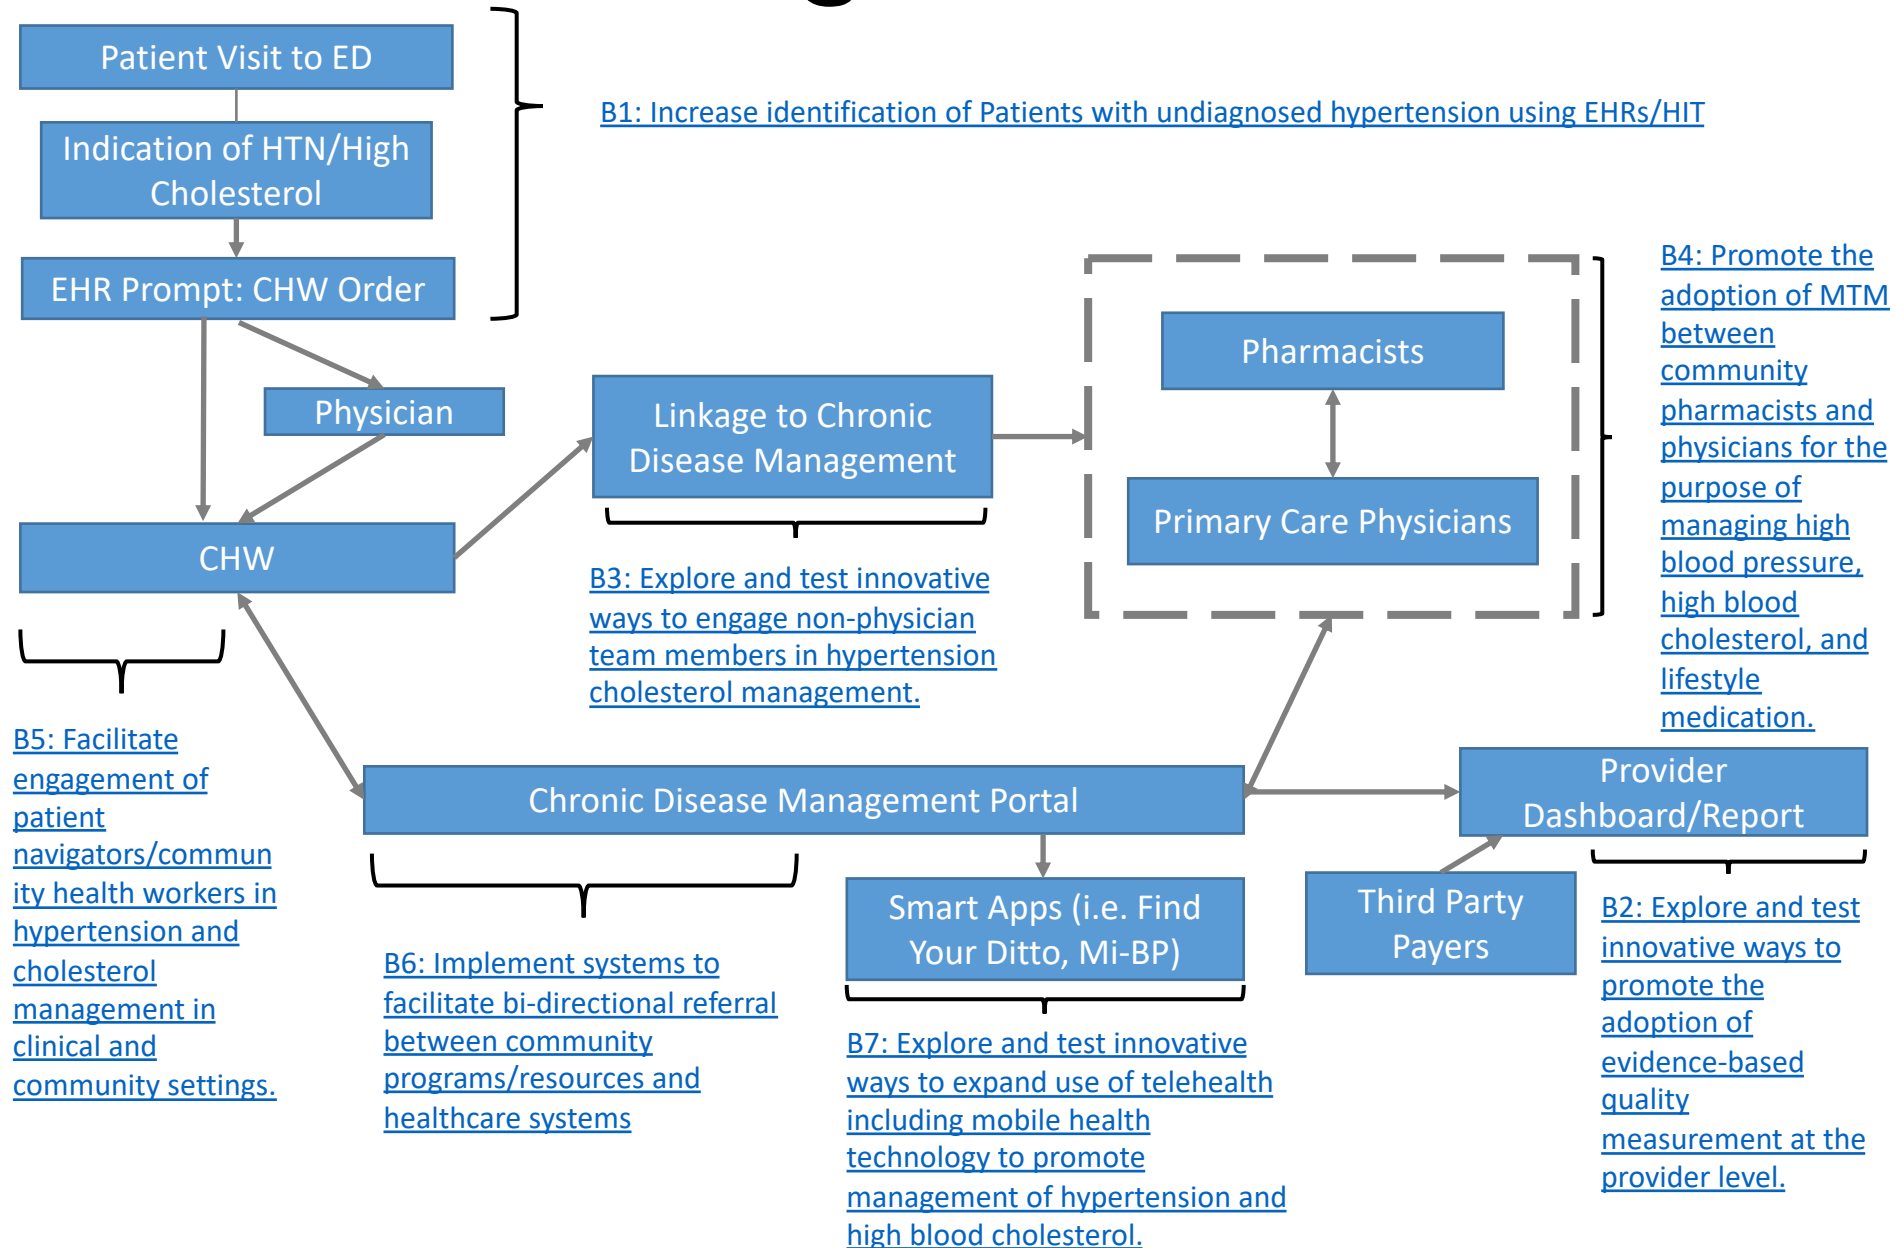 Patient Visit to ED
B1: Increase identification of Patients with undiagnosed hypertension using EHRs/HIT
Indication of HTN/High
Cholesterol
EHR Prompt: CHW Order
Physician
CHW
Linkage to Chronic
Disease Management
B3: Explore and test innovative
ways to engage non-physician
team members in hypertension
cholesterol management.
Pharmacists
Primary Care Physicians
B4: Promote the
adoption of MTM
between
community
pharmacists and
physicians for the
purpose of
managing high
blood pressure,
high blood
cholesterol, and
lifestyle
medication.
B5: Facilitate
engagement of
patient
navigators/commun
ity health workers in
hypertension and
cholesterol
management in
clinical and
community settings.
Chronic Disease Management Portal
B6: Implement systems to
facilitate bi-directional referral
between community
programs/resources and
healthcare systems
Smart Apps (i.e. Find
Your Ditto, Mi-BP)
B7: Explore and test innovative
ways to expand use of telehealth
including mobile health
technology to promote
management of hypertension and
high blood cholesterol.
Provider
Dashboard/Report
Third Party
Payers
B2: Explore and test
innovative ways to
promote the
adoption of
evidence-based
quality
measurement at the
provider level.